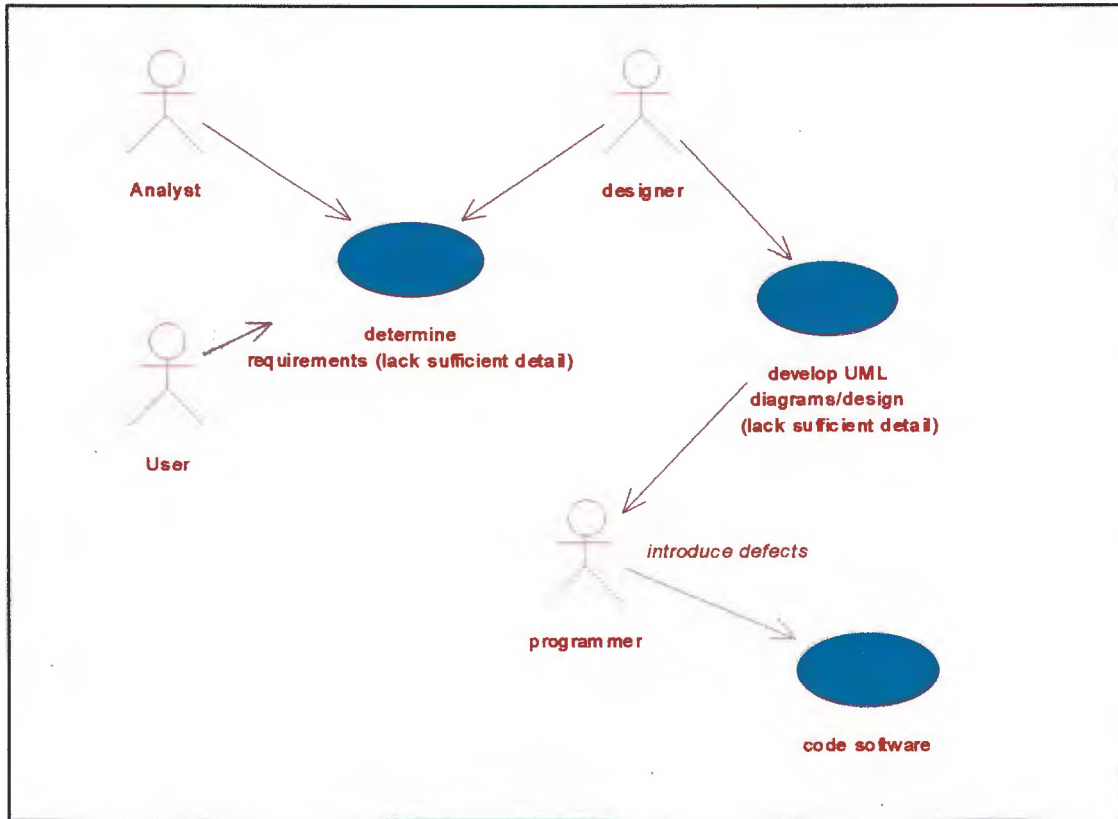 Analyst
designer
determine
requirements (lack sufficient detail)
User
develop UML
diagrams/design
(lack sufficient detail)
introduce defects
programmer
code software